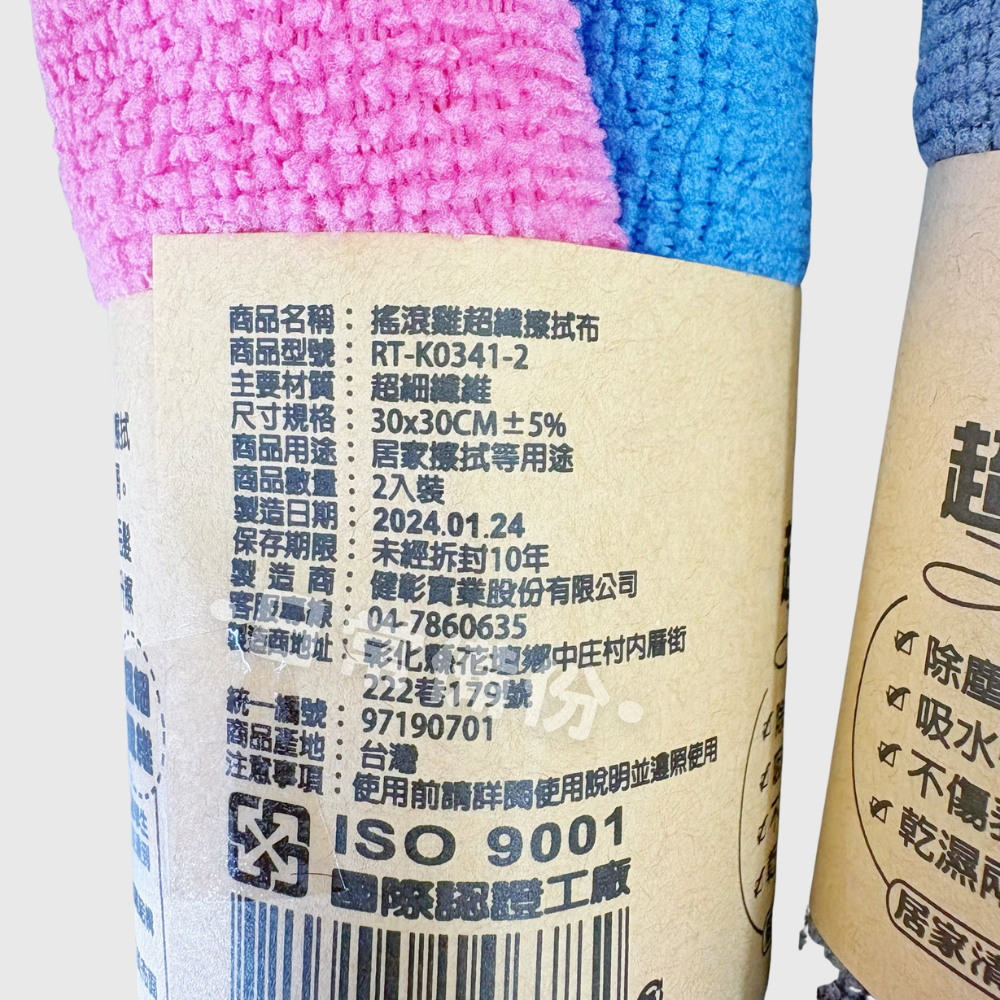 商品名稱：搖滾雞超纖擦拭布
商品型號：RT-K0341-2
主要材質：超細纖維
尺寸規格：30x30CM±5%
商品用途：居家擦拭等用途
商品數量：2入裝
製造日期：2024.01.24
保存期限：未經拆封10年
製造商：健彰實業股份有限公司
客服專線：04-7860635
製造商地址：彰化縣花壇鄉中庄村內厝街
222巷179號
統一編號：97190701
商品產地：台灣
注意事項：使用前請詳閱使用說明並遵照使用
ISO 9001
國際認證工廠
超
除塵
吸水
不傷
乾濕兩
居家清